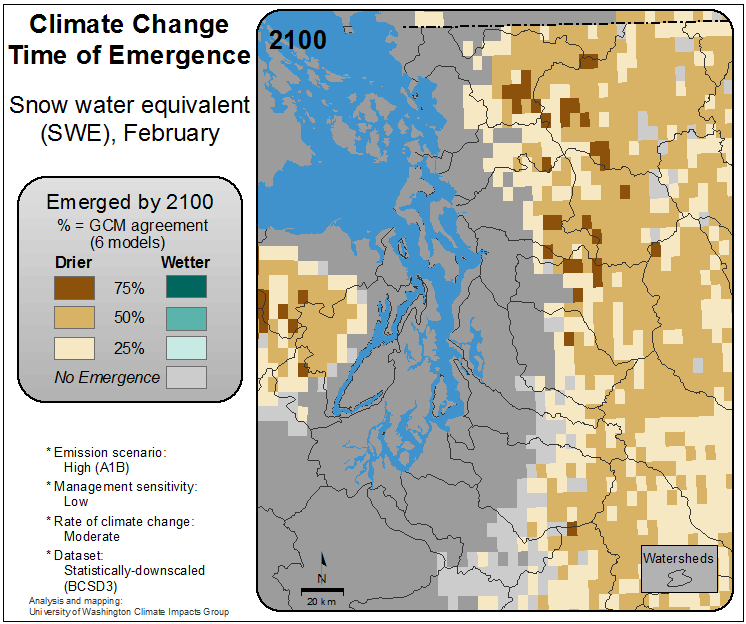 Climate Change
Time of Emergence
Snow water equivalent
(SWE), February
Emerged by 2100
% = GCM agreement
(6 models)
Drier Wetter
75%
50%
25%
No Emergence
* Emission scenario:
High (A1B)
* Management sensitivity:
Low
* Rate of climate change:
Moderate
* Dataset:
Statistically-downscaled
(BCSD3)
Analysis and mapping:
University of Washington Climate Impacts Group
2100
N
20 km
Watersheds